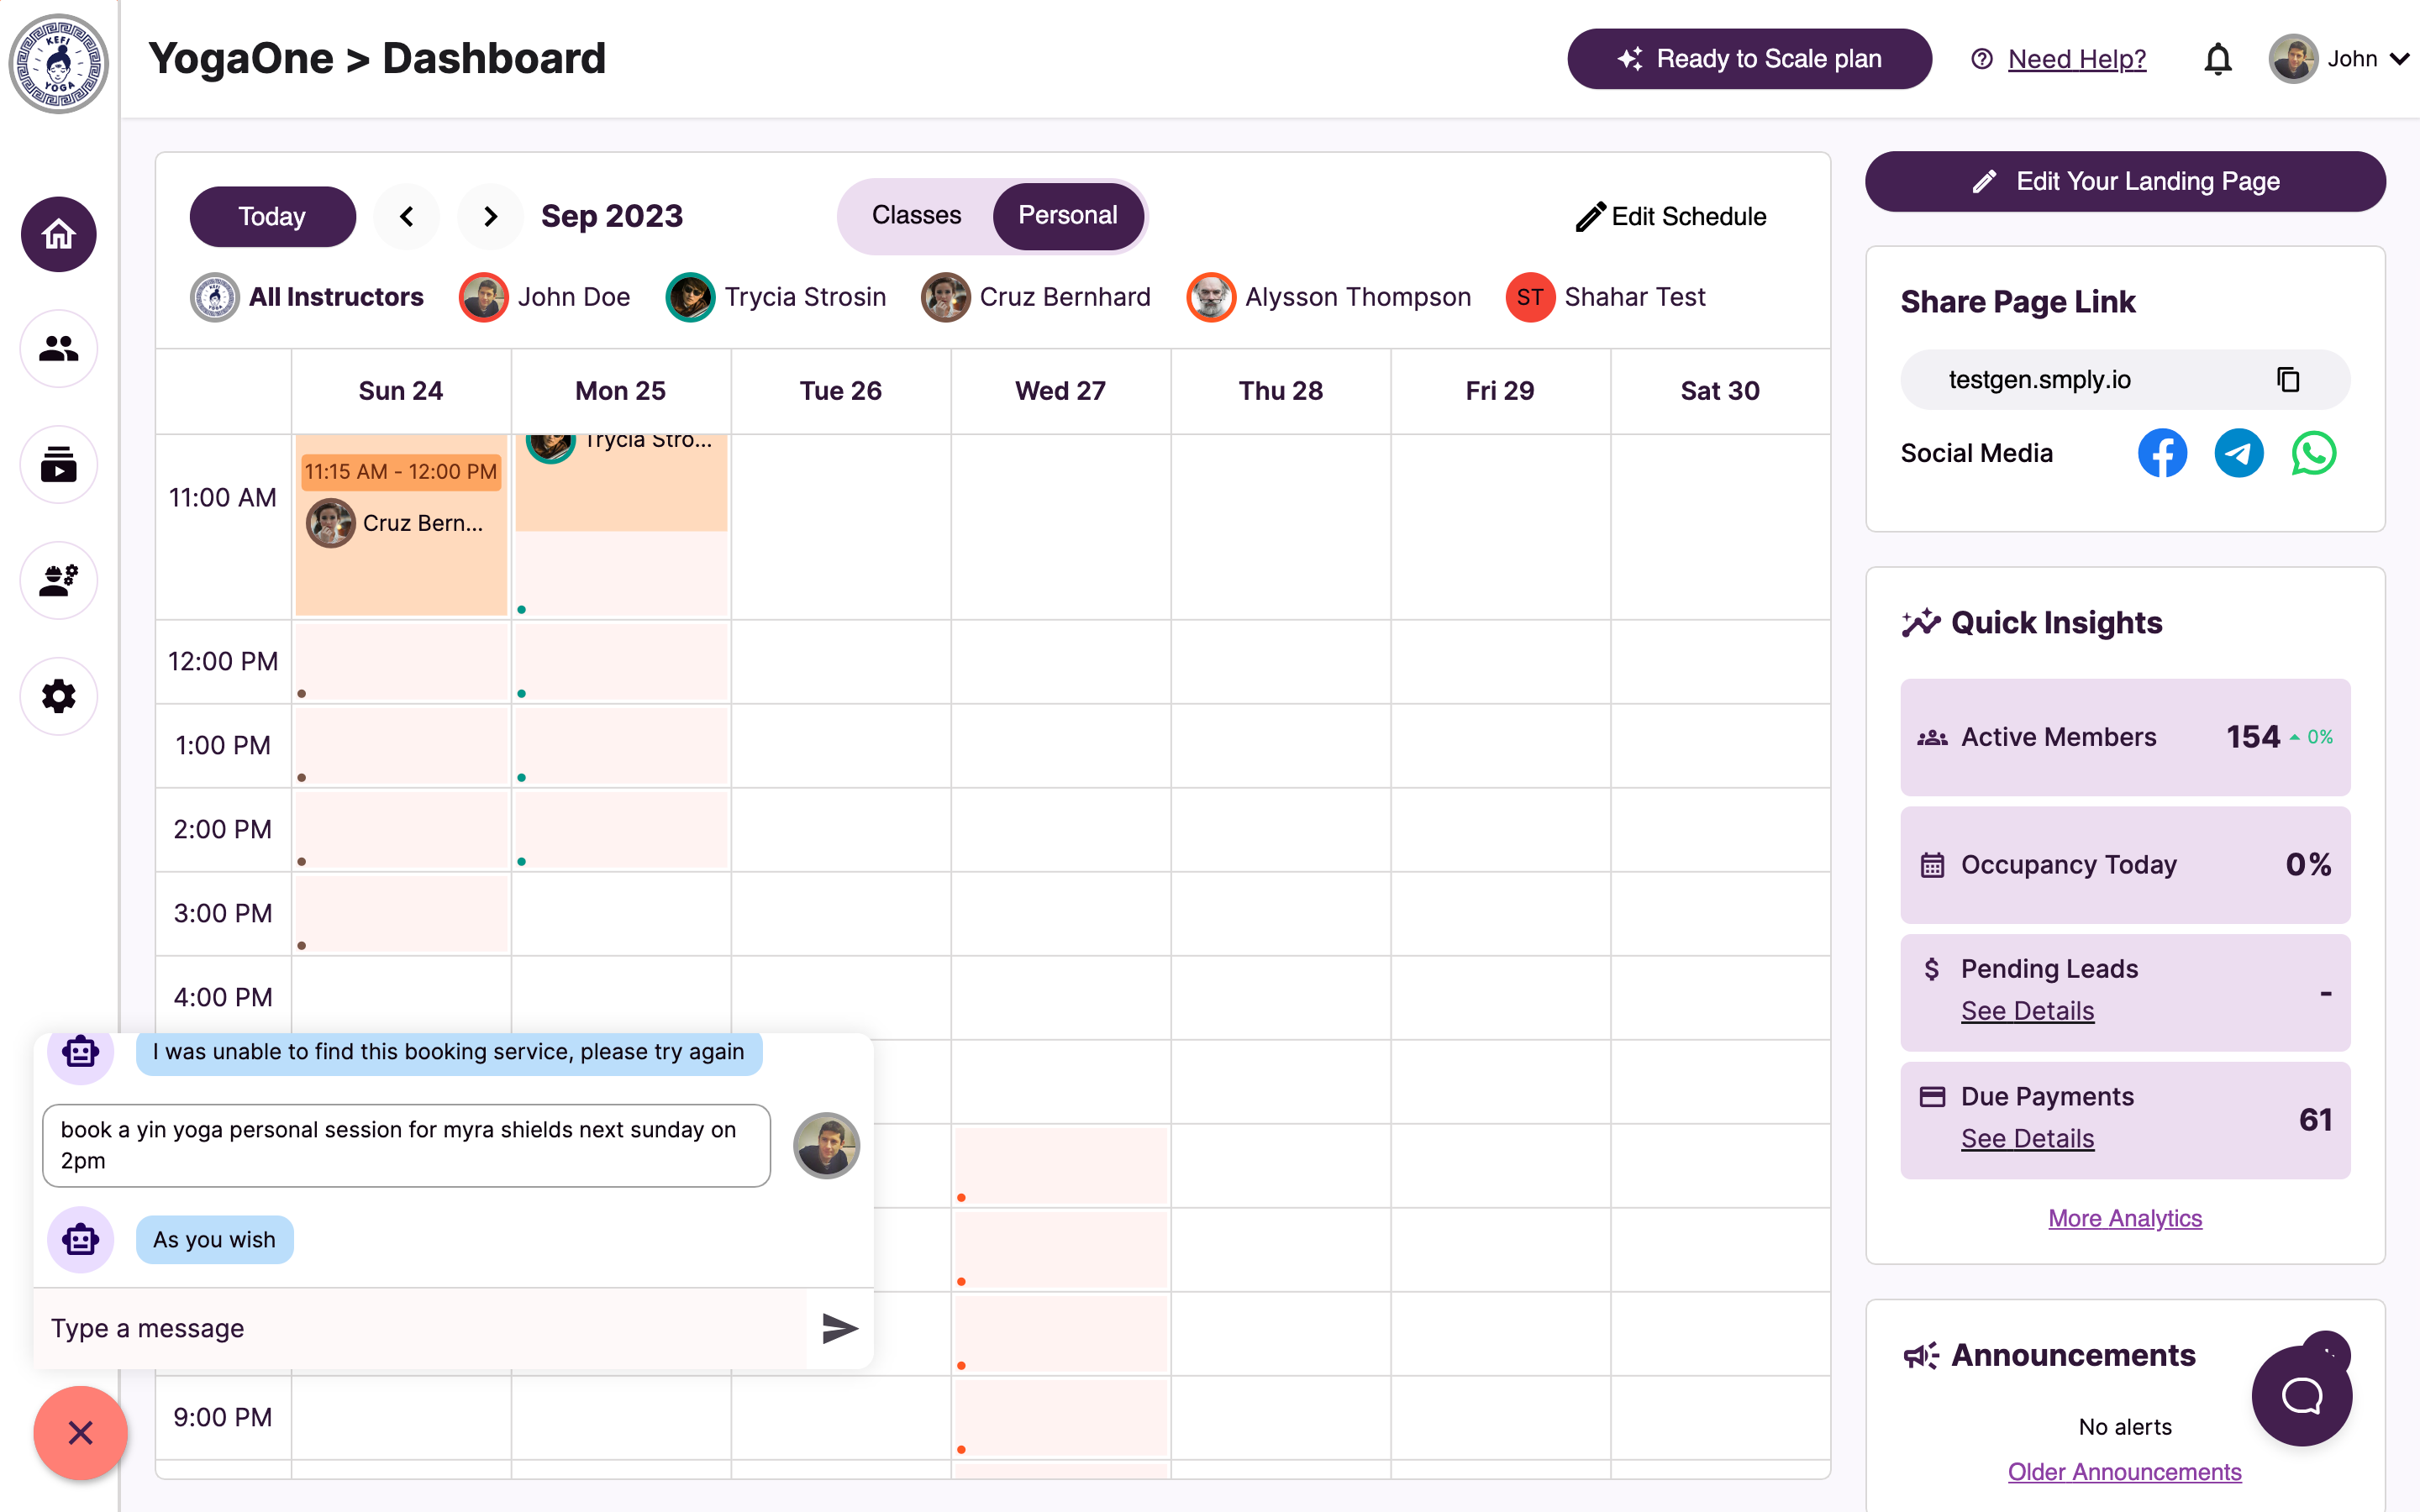 KEFI
YOGA
YogaOne > Dashboard
Ready to Scale plan
Need Help?
John
Today
Sep 2023
Classes
Personal
Edit Schedule
All Instructors
John Doe
Trycia Strosin
Cruz Bernhard
Alysson Thompson
ST
Shahar Test
Sun 24
Mon 25
Tue 26
Wed 27
Thu 28
Fri 29
Sat 30
Trycia Stro...
11:15 AM - 12:00 PM
11:00 AM
Cruz Bern...
12:00 PM
1:00 PM
2:00 PM
3:00 PM
4:00 PM
9:00 PM
I was unable to find this booking service, please try again
book a yin yoga personal session for myra shields next sunday on
2pm
As you wish
Type a message
Edit Your Landing Page
Share Page Link
testgen.smply.io
Social Media
Quick Insights
Active Members
154
0%
Occupancy Today
0%
Pending Leads
-
See Details
Due Payments
61
See Details
More Analytics
Announcements
No alerts
Older Announcements